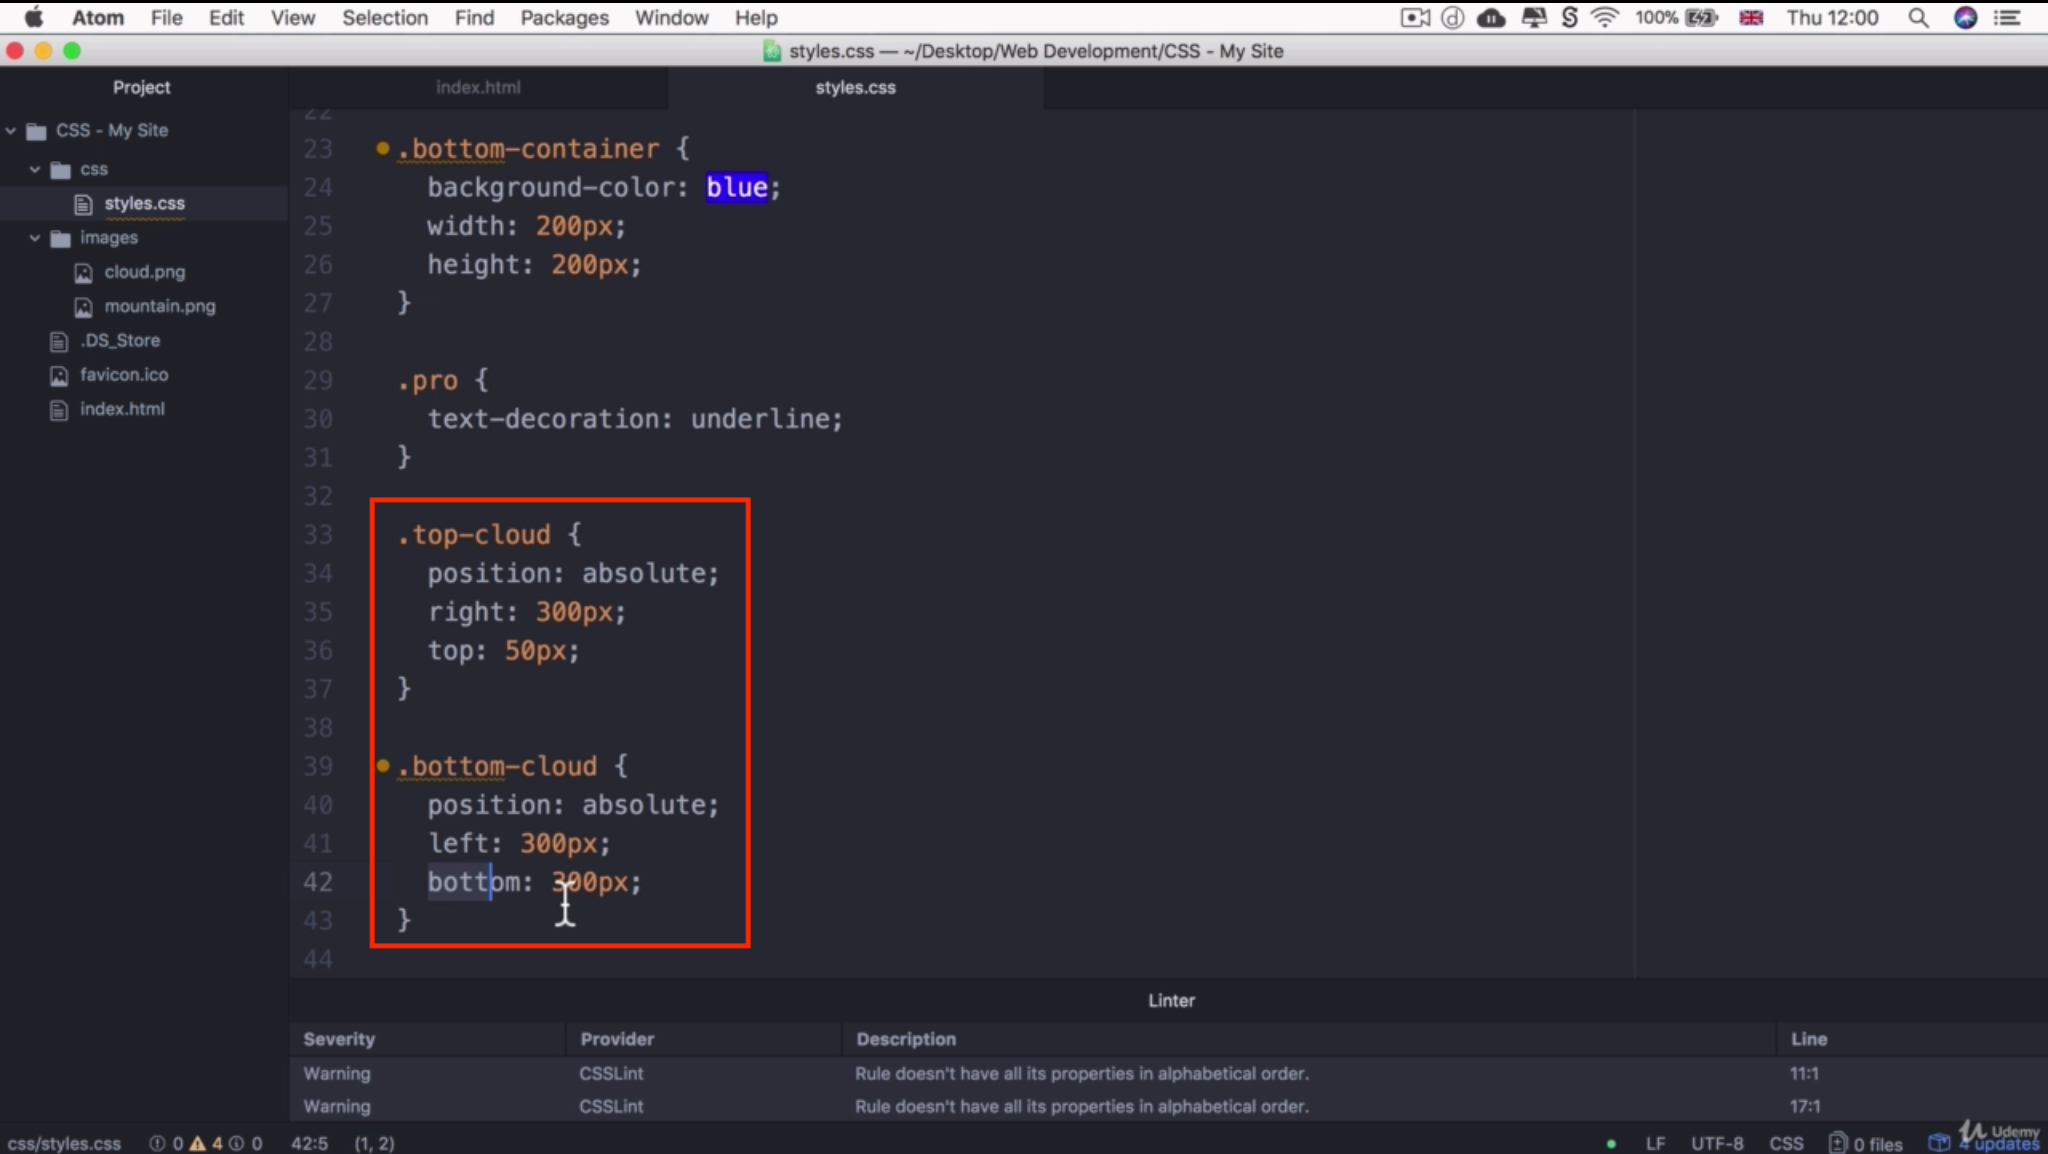 Atom File Edit View Selection Find Packages Window Help 100% Thu 12:00
styles.css — ~/Desktop/Web Development/CSS - My Site
Project index.html styles.css
CSS - My Site
css
styles.css
images
cloud.png
mountain.png
.DS_Store
favicon.ico
index.html
22
23 .bottom-container {
24 background-color: blue;
25 width: 200px;
26 height: 200px;
27 }
28
29 .pro {
30 text-decoration: underline;
31 }
32
33 .top-cloud {
34 position: absolute;
35 right: 300px;
36 top: 50px;
37 }
38
39 .bottom-cloud {
40 position: absolute;
41 left: 300px;
42 bottom: 300px;
43 }
44
Linter
Severity Provider Description Line
Warning CSSLint Rule doesn't have all its properties in alphabetical order. 11:1
Warning CSSLint Rule doesn't have all its properties in alphabetical order. 17:1
css/styles.css 0 4 0 42:5 (1, 2) LF UTF-8 CSS 0 files 4 updates
Udemy